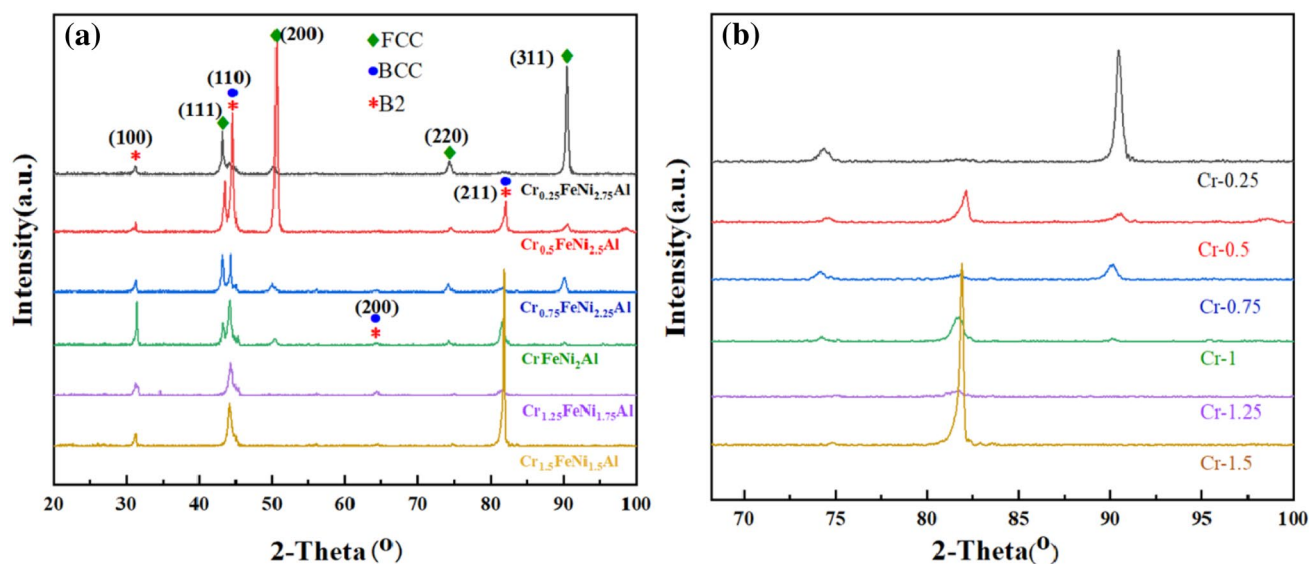 (a)
(200)
FCC
BCC
B2
(311)
(110)
(111)
(100)
(220)
(211)
(200)
Cr0.25FeNi2.75Al
Cr0.5FeNi2.5Al
Cr0.75FeNi2.25Al
CrFeNi2Al
Cr1.25FeNi1.75Al
Cr1.5FeNi1.5Al
Intensity(a.u.)
20 30 40 50 60 70 80 90 100
2-Theta (o)
(b)
Cr-0.25
Cr-0.5
Cr-0.75
Cr-1
Cr-1.25
Cr-1.5
Intensity(a.u.)
70 75 80 85 90 95 100
2-Theta(o)